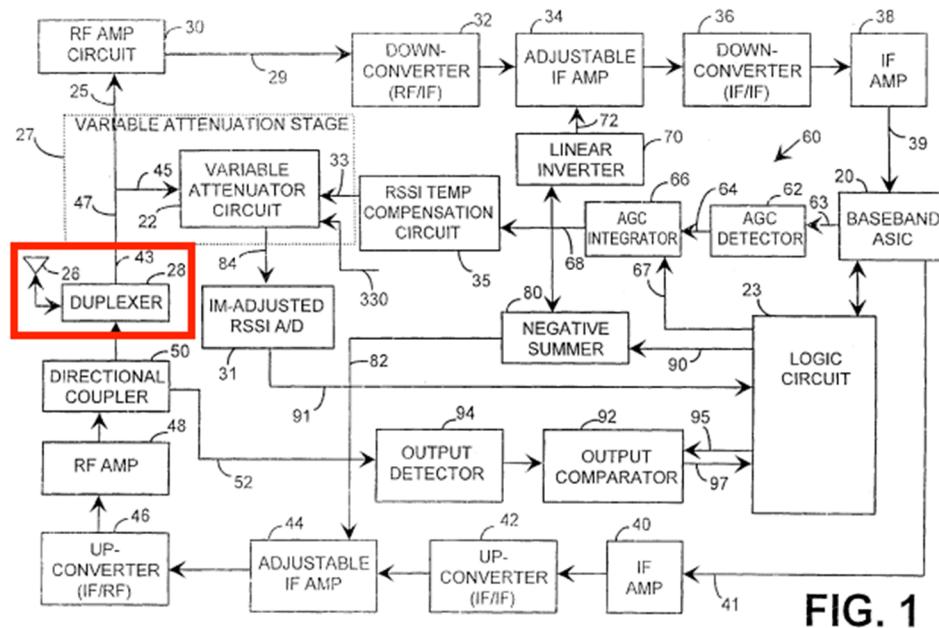 RF AMP
CIRCUIT
30
29
25
32
DOWN-
CONVERTER
(RF/IF)
34
ADJUSTABLE
IF AMP
36
DOWN-
CONVERTER
(IF/IF)
38
IF
AMP
39
72
70
LINEAR
INVERTER
60
27
VARIABLE ATTENUATION STAGE
45
47
VARIABLE
ATTENUATOR
CIRCUIT
22
33
RSSI TEMP
COMPENSATION
CIRCUIT
35
66
AGC
INTEGRATOR
64
62
AGC
DETECTOR
63
20
BASEBAND
ASIC
68
67
84
330
26
43
28
DUPLEXER
IM-ADJUSTED
RSSI A/D
31
80
NEGATIVE
SUMMER
82
90
23
LOGIC
CIRCUIT
91
50
DIRECTIONAL
COUPLER
48
RF AMP
52
94
OUTPUT
DETECTOR
92
OUTPUT
COMPARATOR
95
97
46
UP-
CONVERTER
(IF/RF)
44
ADJUSTABLE
IF AMP
42
UP-
CONVERTER
(IF/IF)
40
IF
AMP
41
FIG. 1